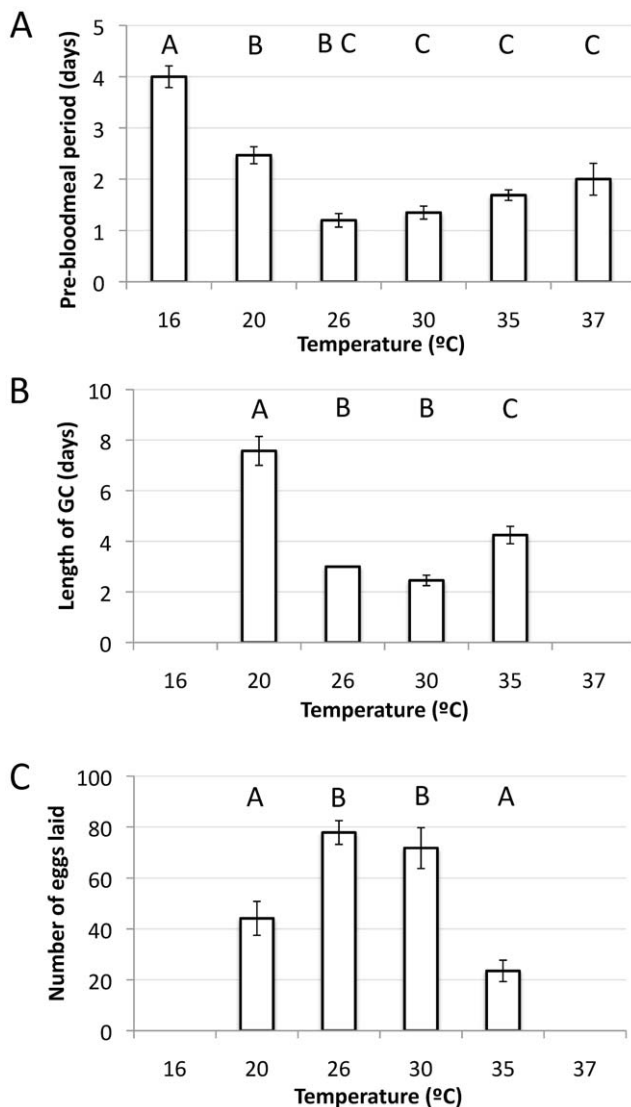 A
Pre-bloodmeal period (days)
5
4
3
2
1
0
A B B C C C C
16 20 26 30 35 37
Temperature (ºC)
B
Length of GC (days)
10
8
6
4
2
0
A B B C
16 20 26 30 35 37
Temperature (ºC)
C
Number of eggs laid
100
80
60
40
20
0
A B B A
16 20 26 30 35 37
Temperature (ºC)